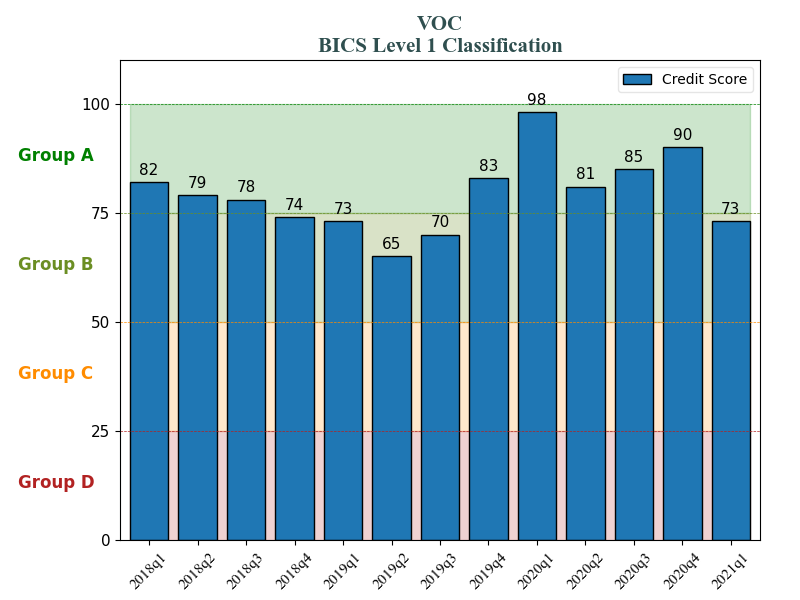 VOC
BICS Level 1 Classification
Credit Score
100
75
50
25
0
Group A
Group B
Group C
Group D
82
79
78
74
73
65
70
83
98
81
85
90
73
2018q1
2018q2
2018q3
2018q4
2019q1
2019q2
2019q3
2019q4
2020q1
2020q2
2020q3
2020q4
2021q1